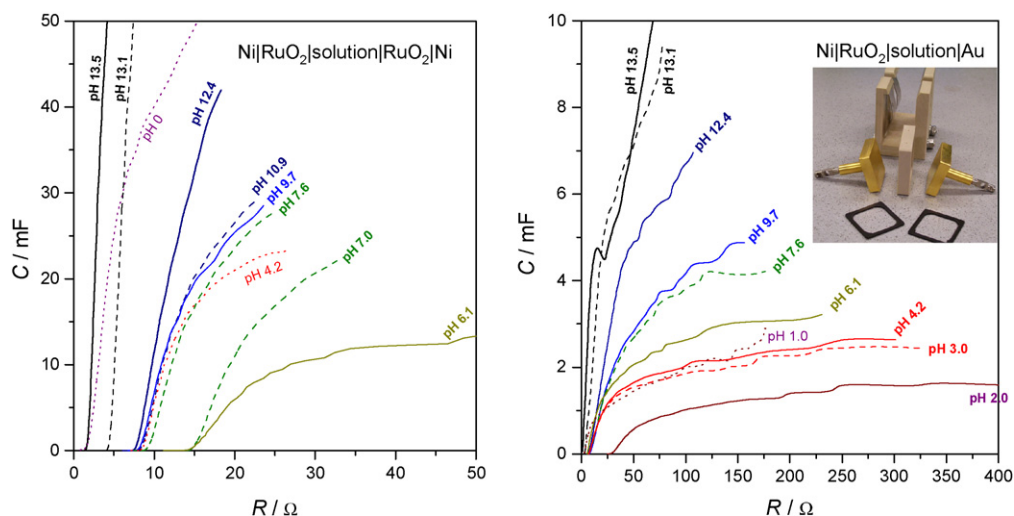 Ni|RuO₂|solution|RuO₂|Ni
C / mF
50
40
30
20
10
0
pH 13.5
pH 13.1
pH 0
pH 12.4
pH 10.9
pH 9.7
pH 7.6
pH 7.0
pH 4.2
pH 6.1
0 10 20 30 40 50
R / Ω
Ni|RuO₂|solution|Au
C / mF
10
8
6
4
2
0
pH 13.5
pH 13.1
pH 12.4
pH 9.7
pH 7.6
pH 6.1
pH 4.2
pH 1.0
pH 3.0
pH 2.0
0 50 100 150 200 250 300 350 400
R / Ω